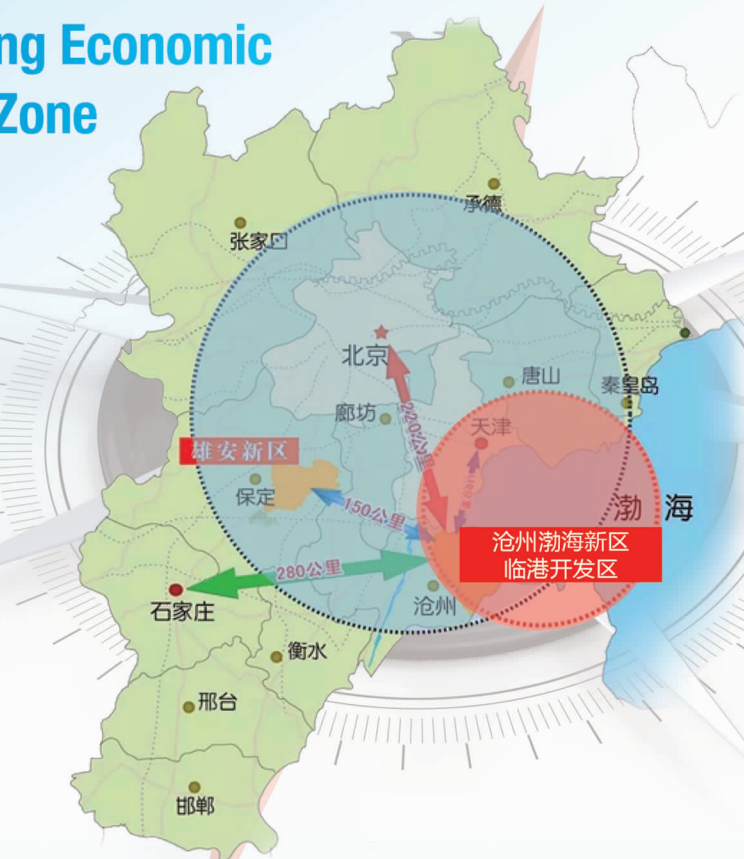 ng Economic
Zone
承德
张家口
北京
唐山
秦皇岛
廊坊
天津
220公里
雄安新区
保定
150公里
渤海
沧州渤海新区
临港开发区
280公里
沧州
石家庄
衡水
邢台
邯郸